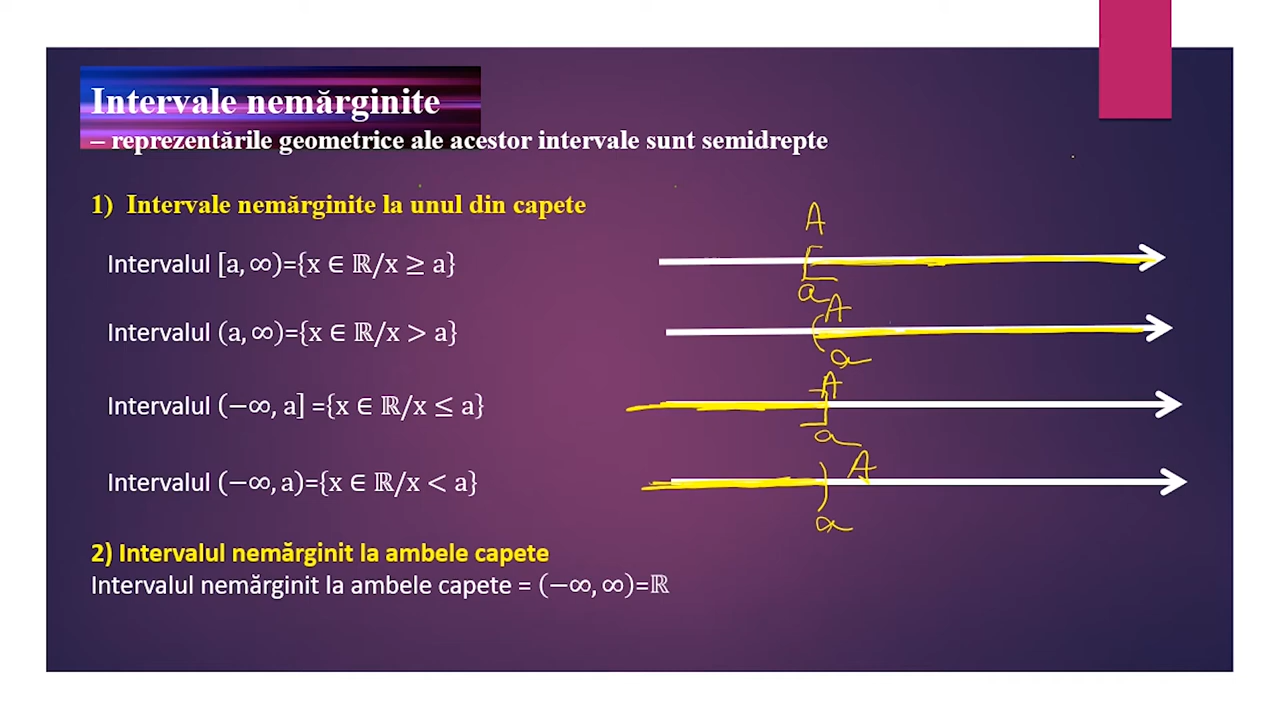 Intervale nemărginite
– reprezentările geometrice ale acestor intervale sunt semidrepte
1) Intervale nemărginite la unul din capete
A
Intervalul [a, ∞)={x ∈ ℝ/x ≥ a}
a
A
Intervalul (a, ∞)={x ∈ ℝ/x > a}
a
A
Intervalul (−∞, a] ={x ∈ ℝ/x ≤ a}
a
A
Intervalul (−∞, a)={x ∈ ℝ/x < a}
a
2) Intervalul nemărginit la ambele capete
Intervalul nemărginit la ambele capete = (−∞, ∞)=ℝ